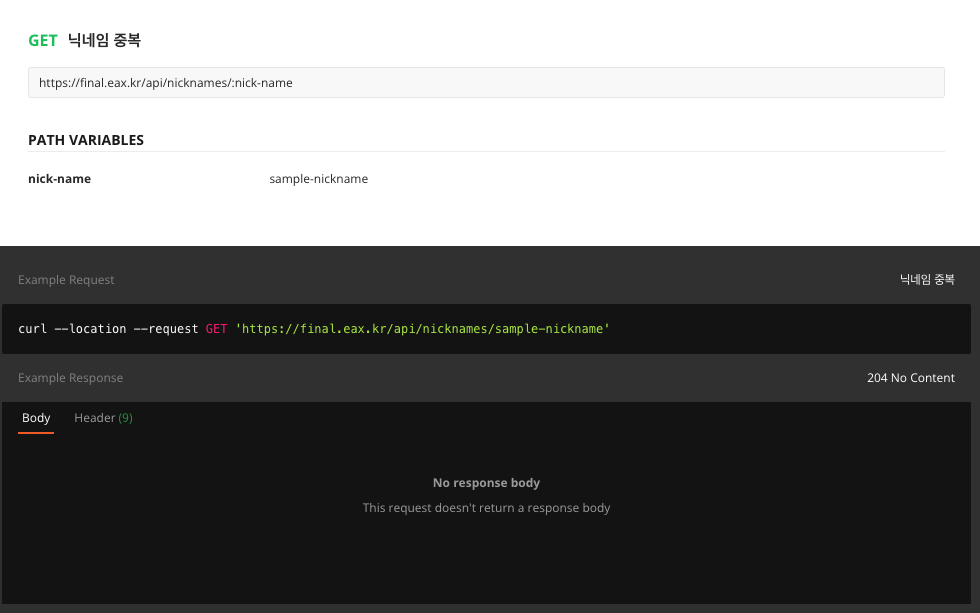 GET 닉네임 중복
https://final.eax.kr/api/nicknames/:nick-name
PATH VARIABLES
nick-name sample-nickname
Example Request 닉네임 중복
curl --location --request GET 'https://final.eax.kr/api/nicknames/sample-nickname'
Example Response 204 No Content
Body Header (9)
No response body
This request doesn't return a response body